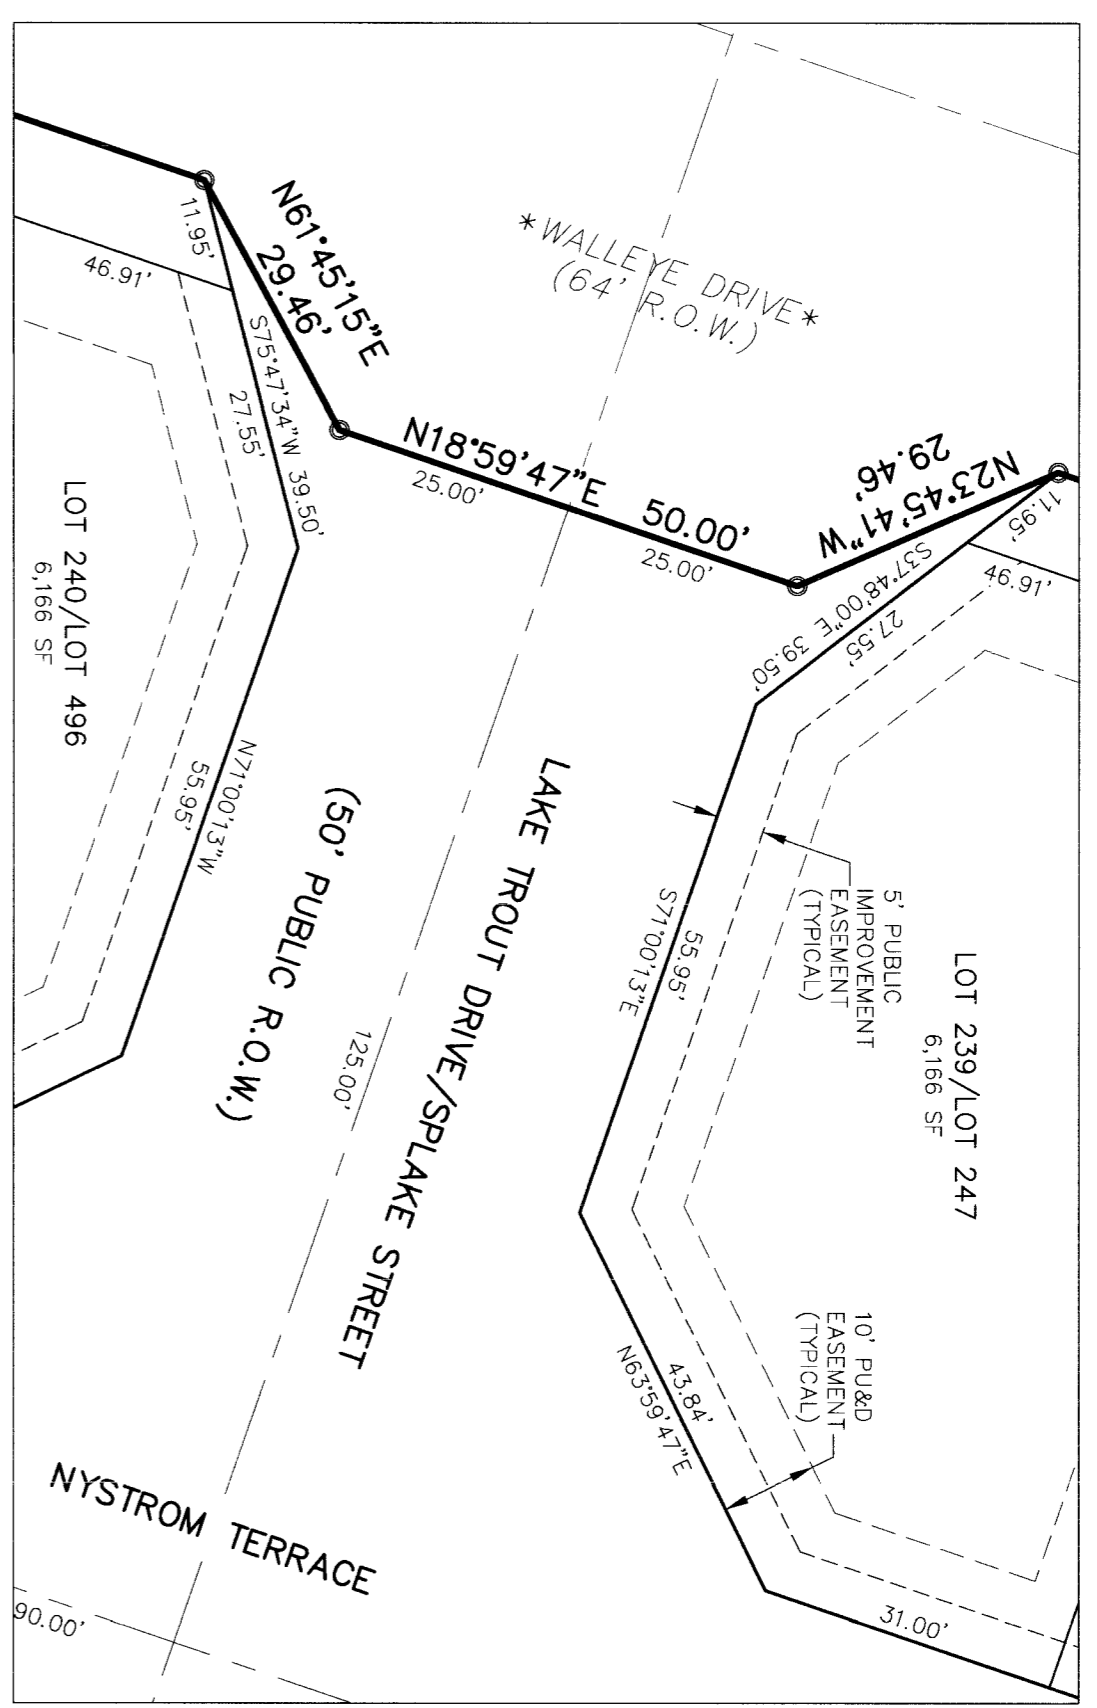 *WALLEYE DRIVE*
(64' R.O.W.)
N61°45'15"E
29.46'
11.95'
46.91'
S75°47'34"W 39.50'
27.55'
N18°59'47"E 50.00'
25.00'
25.00'
N23°45'41"W
29.46'
11.95'
46.91'
S37°48'00"E 39.50'
27.55'
LOT 240/LOT 496
6,166 SF
N71°00'13"W
55.95'
LAKE TROUT DRIVE/SPLAKE STREET
(50' PUBLIC R.O.W.)
125.00'
55.95'
S71°00'13"E
5' PUBLIC
IMPROVEMENT
EASEMENT
(TYPICAL)
LOT 239/LOT 247
6,166 SF
10' PU&D
EASEMENT
(TYPICAL)
43.84'
N63°59'47"E
31.00'
NYSTROM TERRACE
90.00'